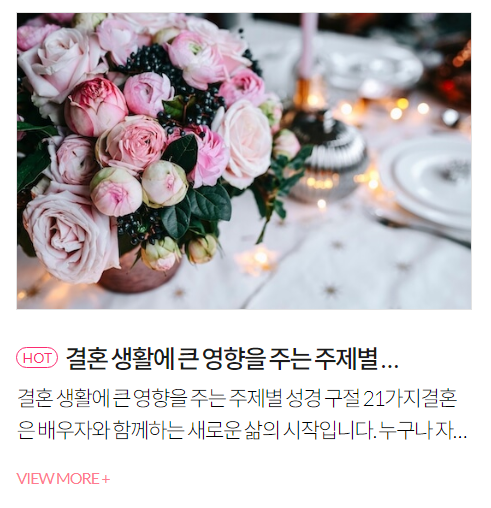 HOT 결혼 생활에 큰 영향을 주는 주제별 ...
결혼 생활에 큰 영향을 주는 주제별 성경 구절 21가지결혼
은 배우자와 함께하는 새로운 삶의 시작입니다. 누구나 자...
VIEW MORE +